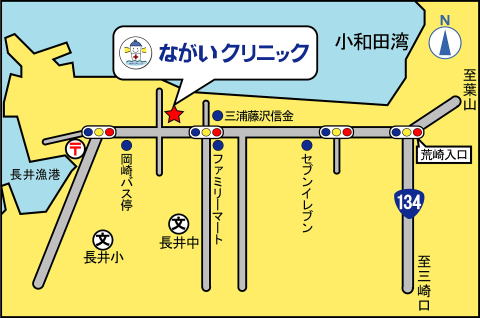 ながいクリニック
小和田湾
N
至葉山
三浦藤沢信金
荒崎入口
長井漁港
〒
岡崎バス停
ファミリーマート
セブンイレブン
134
文
長井小
文
長井中
至三崎口